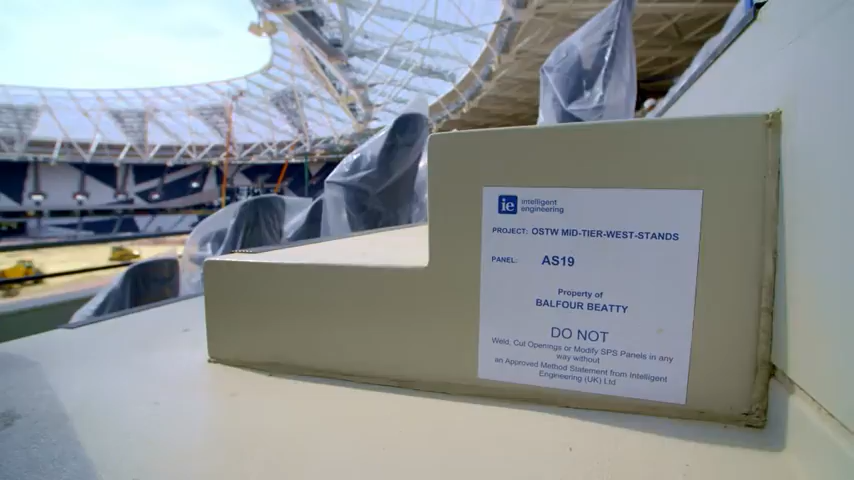 ie intelligent
engineering
PROJECT: OSTW MID-TIER-WEST-STANDS
PANEL: AS19
Property of
BALFOUR BEATTY
DO NOT
Weld, Cut Openings or Modify SPS Panels in any
way without
an Approved Method Statement from Intelligent
Engineering (UK) Ltd